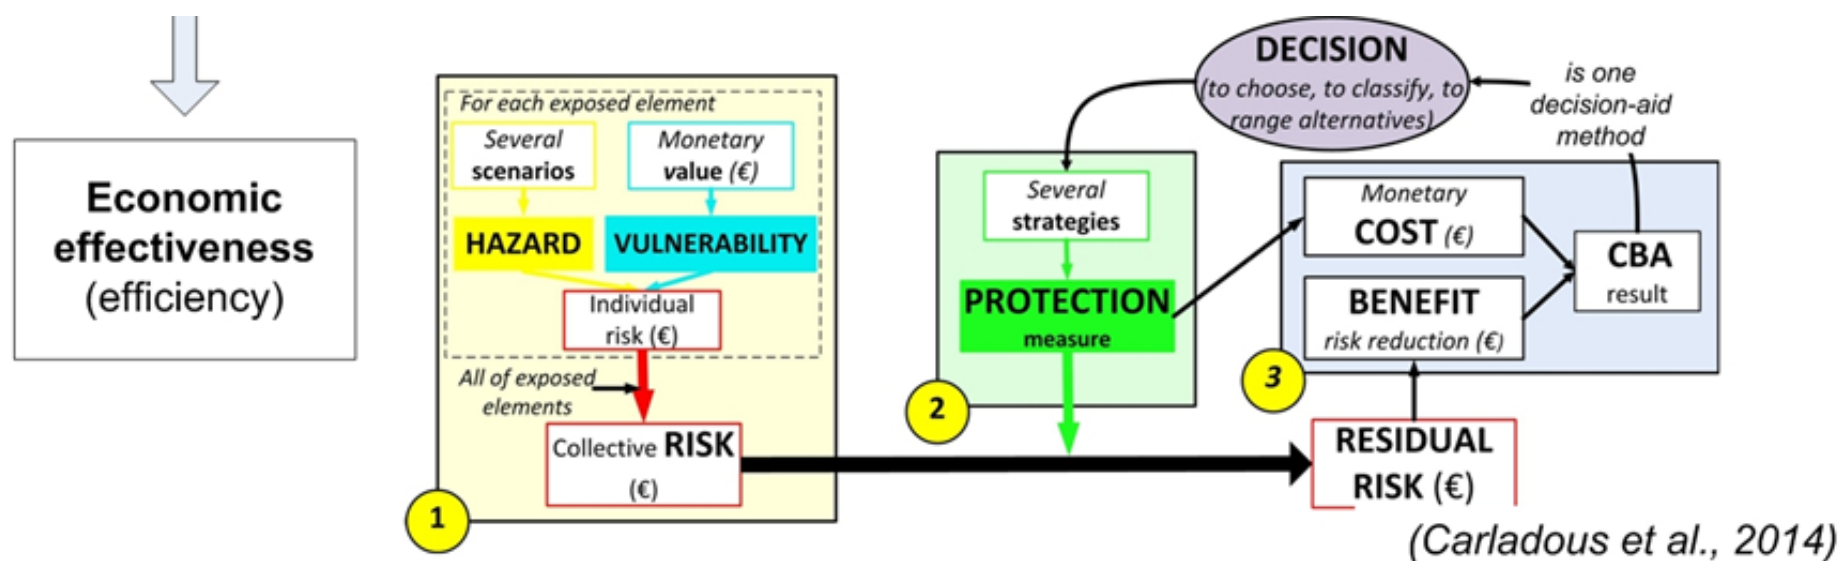 Economic
effectiveness
(efficiency)
For each exposed element
Several
scenarios
Monetary
value (€)
HAZARD
VULNERABILITY
Individual
risk (€)
All of exposed
elements
Collective RISK
(€)
1
DECISION
(to choose, to classify, to
range alternatives)
is one
decision-aid
method
Several
strategies
PROTECTION
measure
2
Monetary
COST (€)
BENEFIT
risk reduction (€)
CBA
result
3
RESIDUAL
RISK (€)
(Carladous et al., 2014)